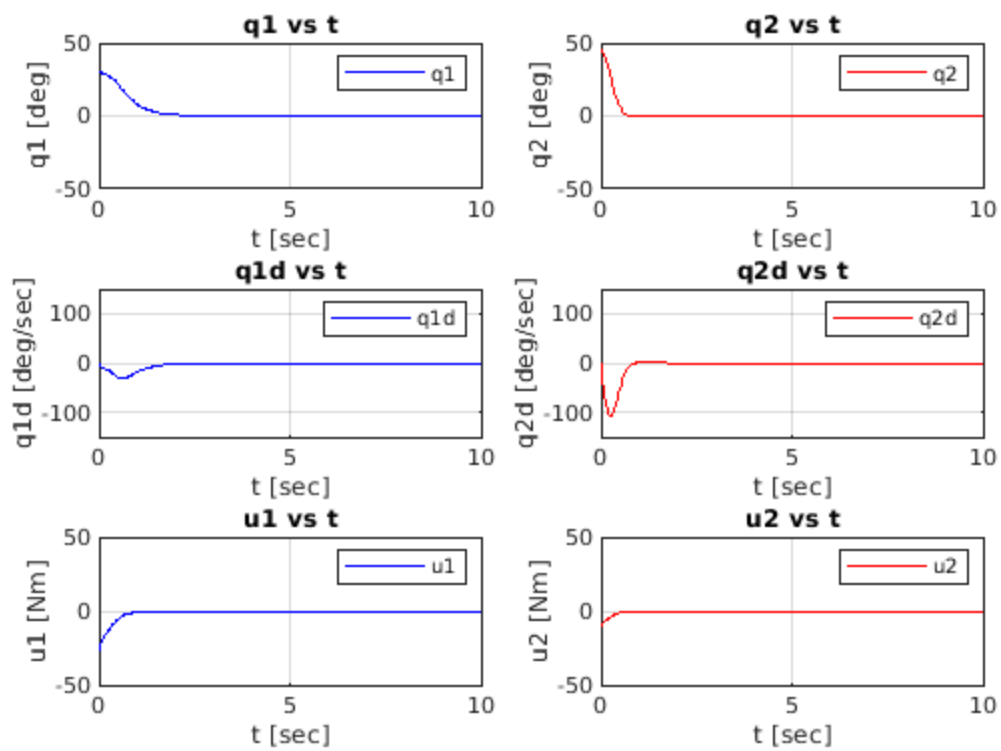 q1 vs t
50
0
-50
q1 [deg]
q1
0
5
10
t [sec]
q2 vs t
50
0
-50
q2 [deg]
q2
0
5
10
t [sec]
q1d vs t
100
0
-100
q1d [deg/sec]
q1d
0
5
10
t [sec]
q2d vs t
100
0
-100
q2d [deg/sec]
q2d
0
5
10
t [sec]
u1 vs t
50
0
-50
u1 [Nm]
u1
0
5
10
t [sec]
u2 vs t
50
0
-50
u2 [Nm]
u2
0
5
10
t [sec]